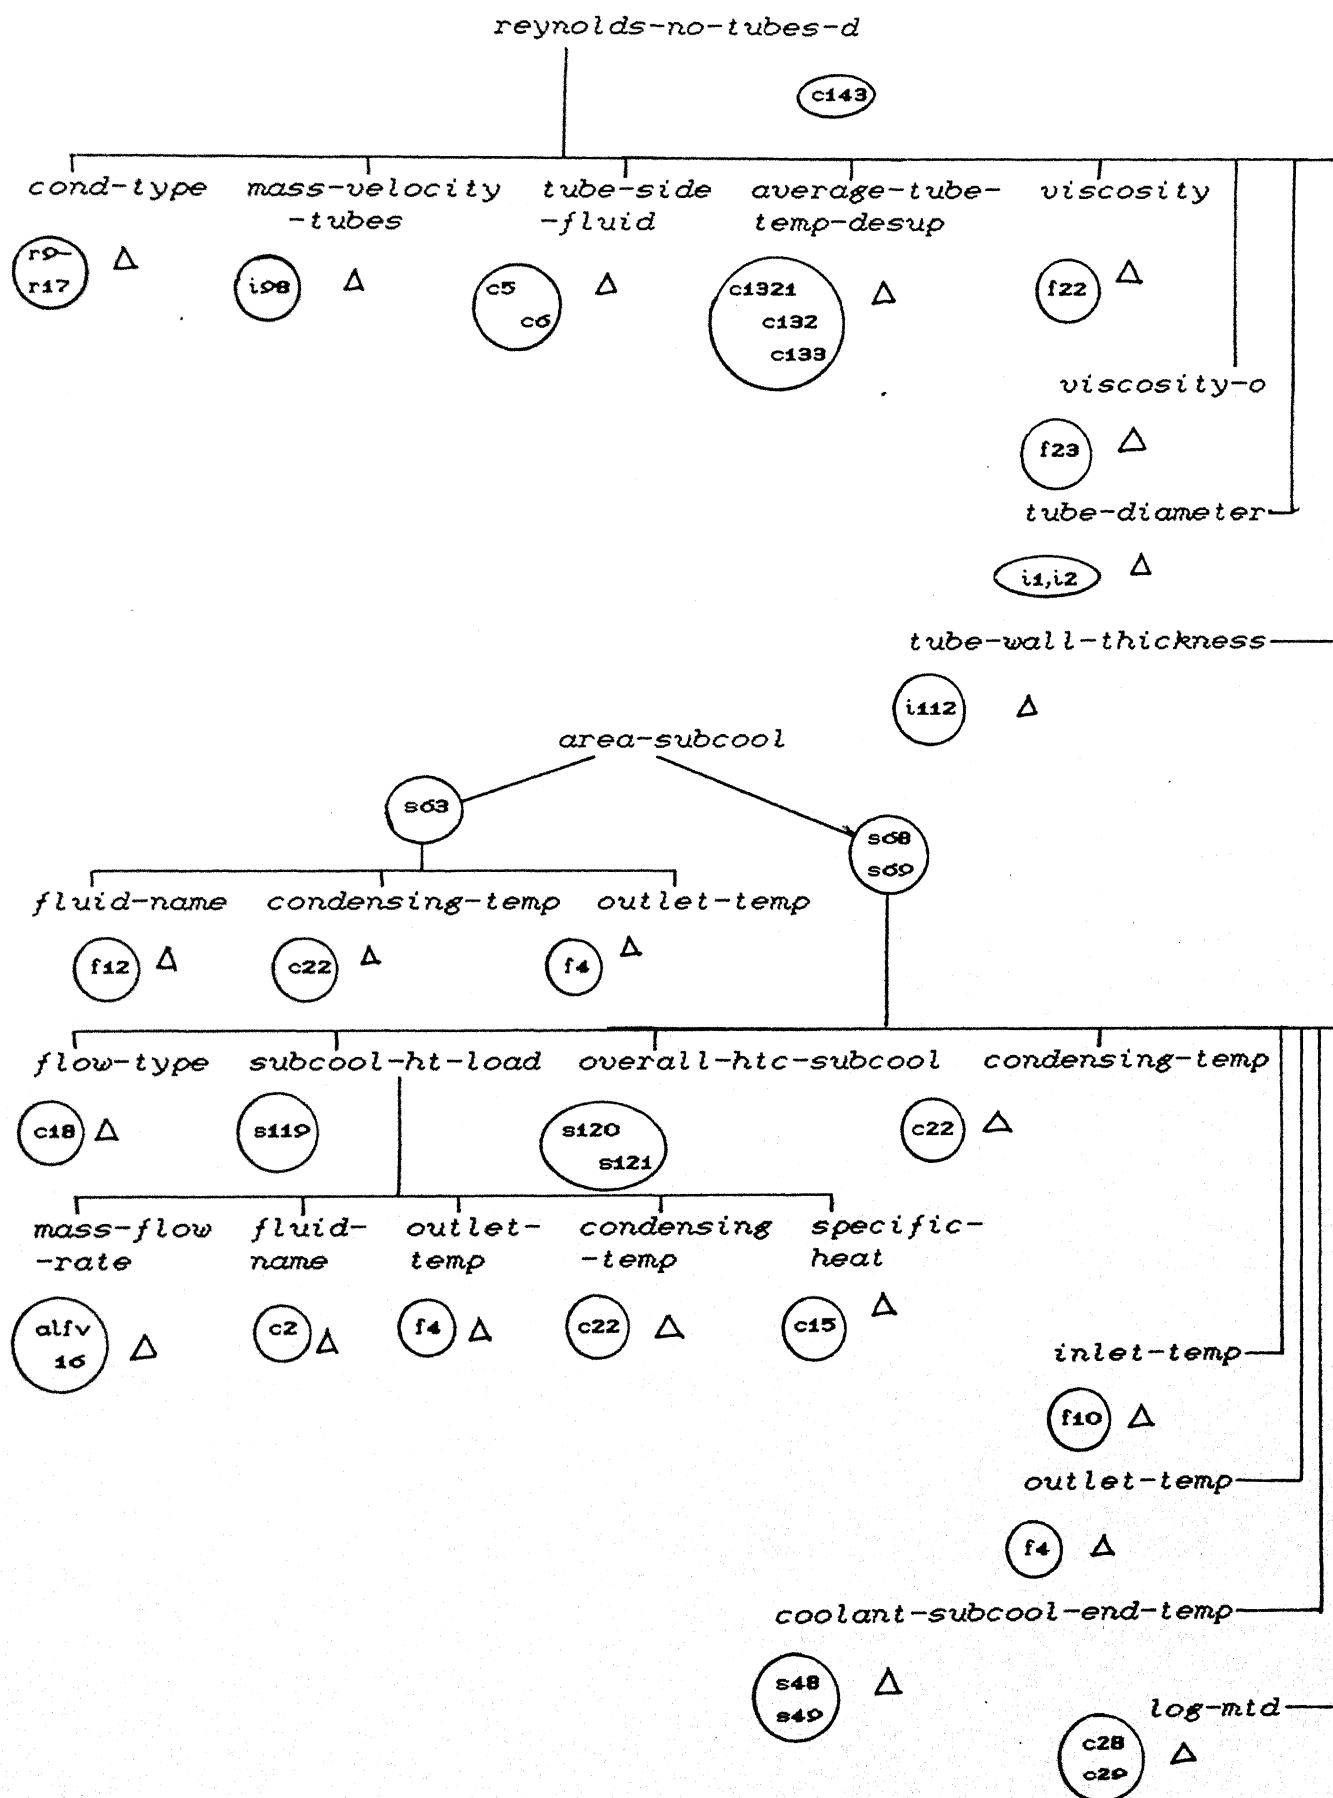 reynolds-no-tubes-d
c143
cond-type mass-velocity tube-side average-tube- viscosity
-tubes -fluid temp-desup
r9-
r17
i98
c5
c6
c1321
c132
c133
f22
viscosity-o
f23
tube-diameter
i1,i2
tube-wall-thickness
i112
area-subcool
s63
s68
s69
fluid-name condensing-temp outlet-temp
f12 c22 f4
flow-type subcool-ht-load overall-htc-subcool condensing-temp
c18 s119 s120 c22
s121
mass-flow fluid- outlet- condensing specific-
-rate name temp -temp heat
alfv c2 f4 c22 c15
16
inlet-temp
f10
outlet-temp
f4
coolant-subcool-end-temp
s48
s49
log-mtd
c28
c29